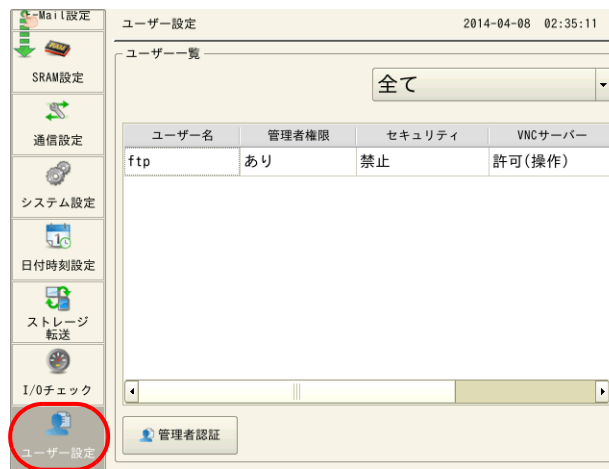 E-Mail設定
SRAM設定
通信設定
システム設定
日付時刻設定
ストレージ
転送
I/Oチェック
ユーザー設定
ユーザー設定
2014-04-08 02:35:11
ユーザー一覧
全て
ユーザー名 管理者権限 セキュリティ VNCサーバー
ftp あり 禁止 許可(操作)
管理者認証